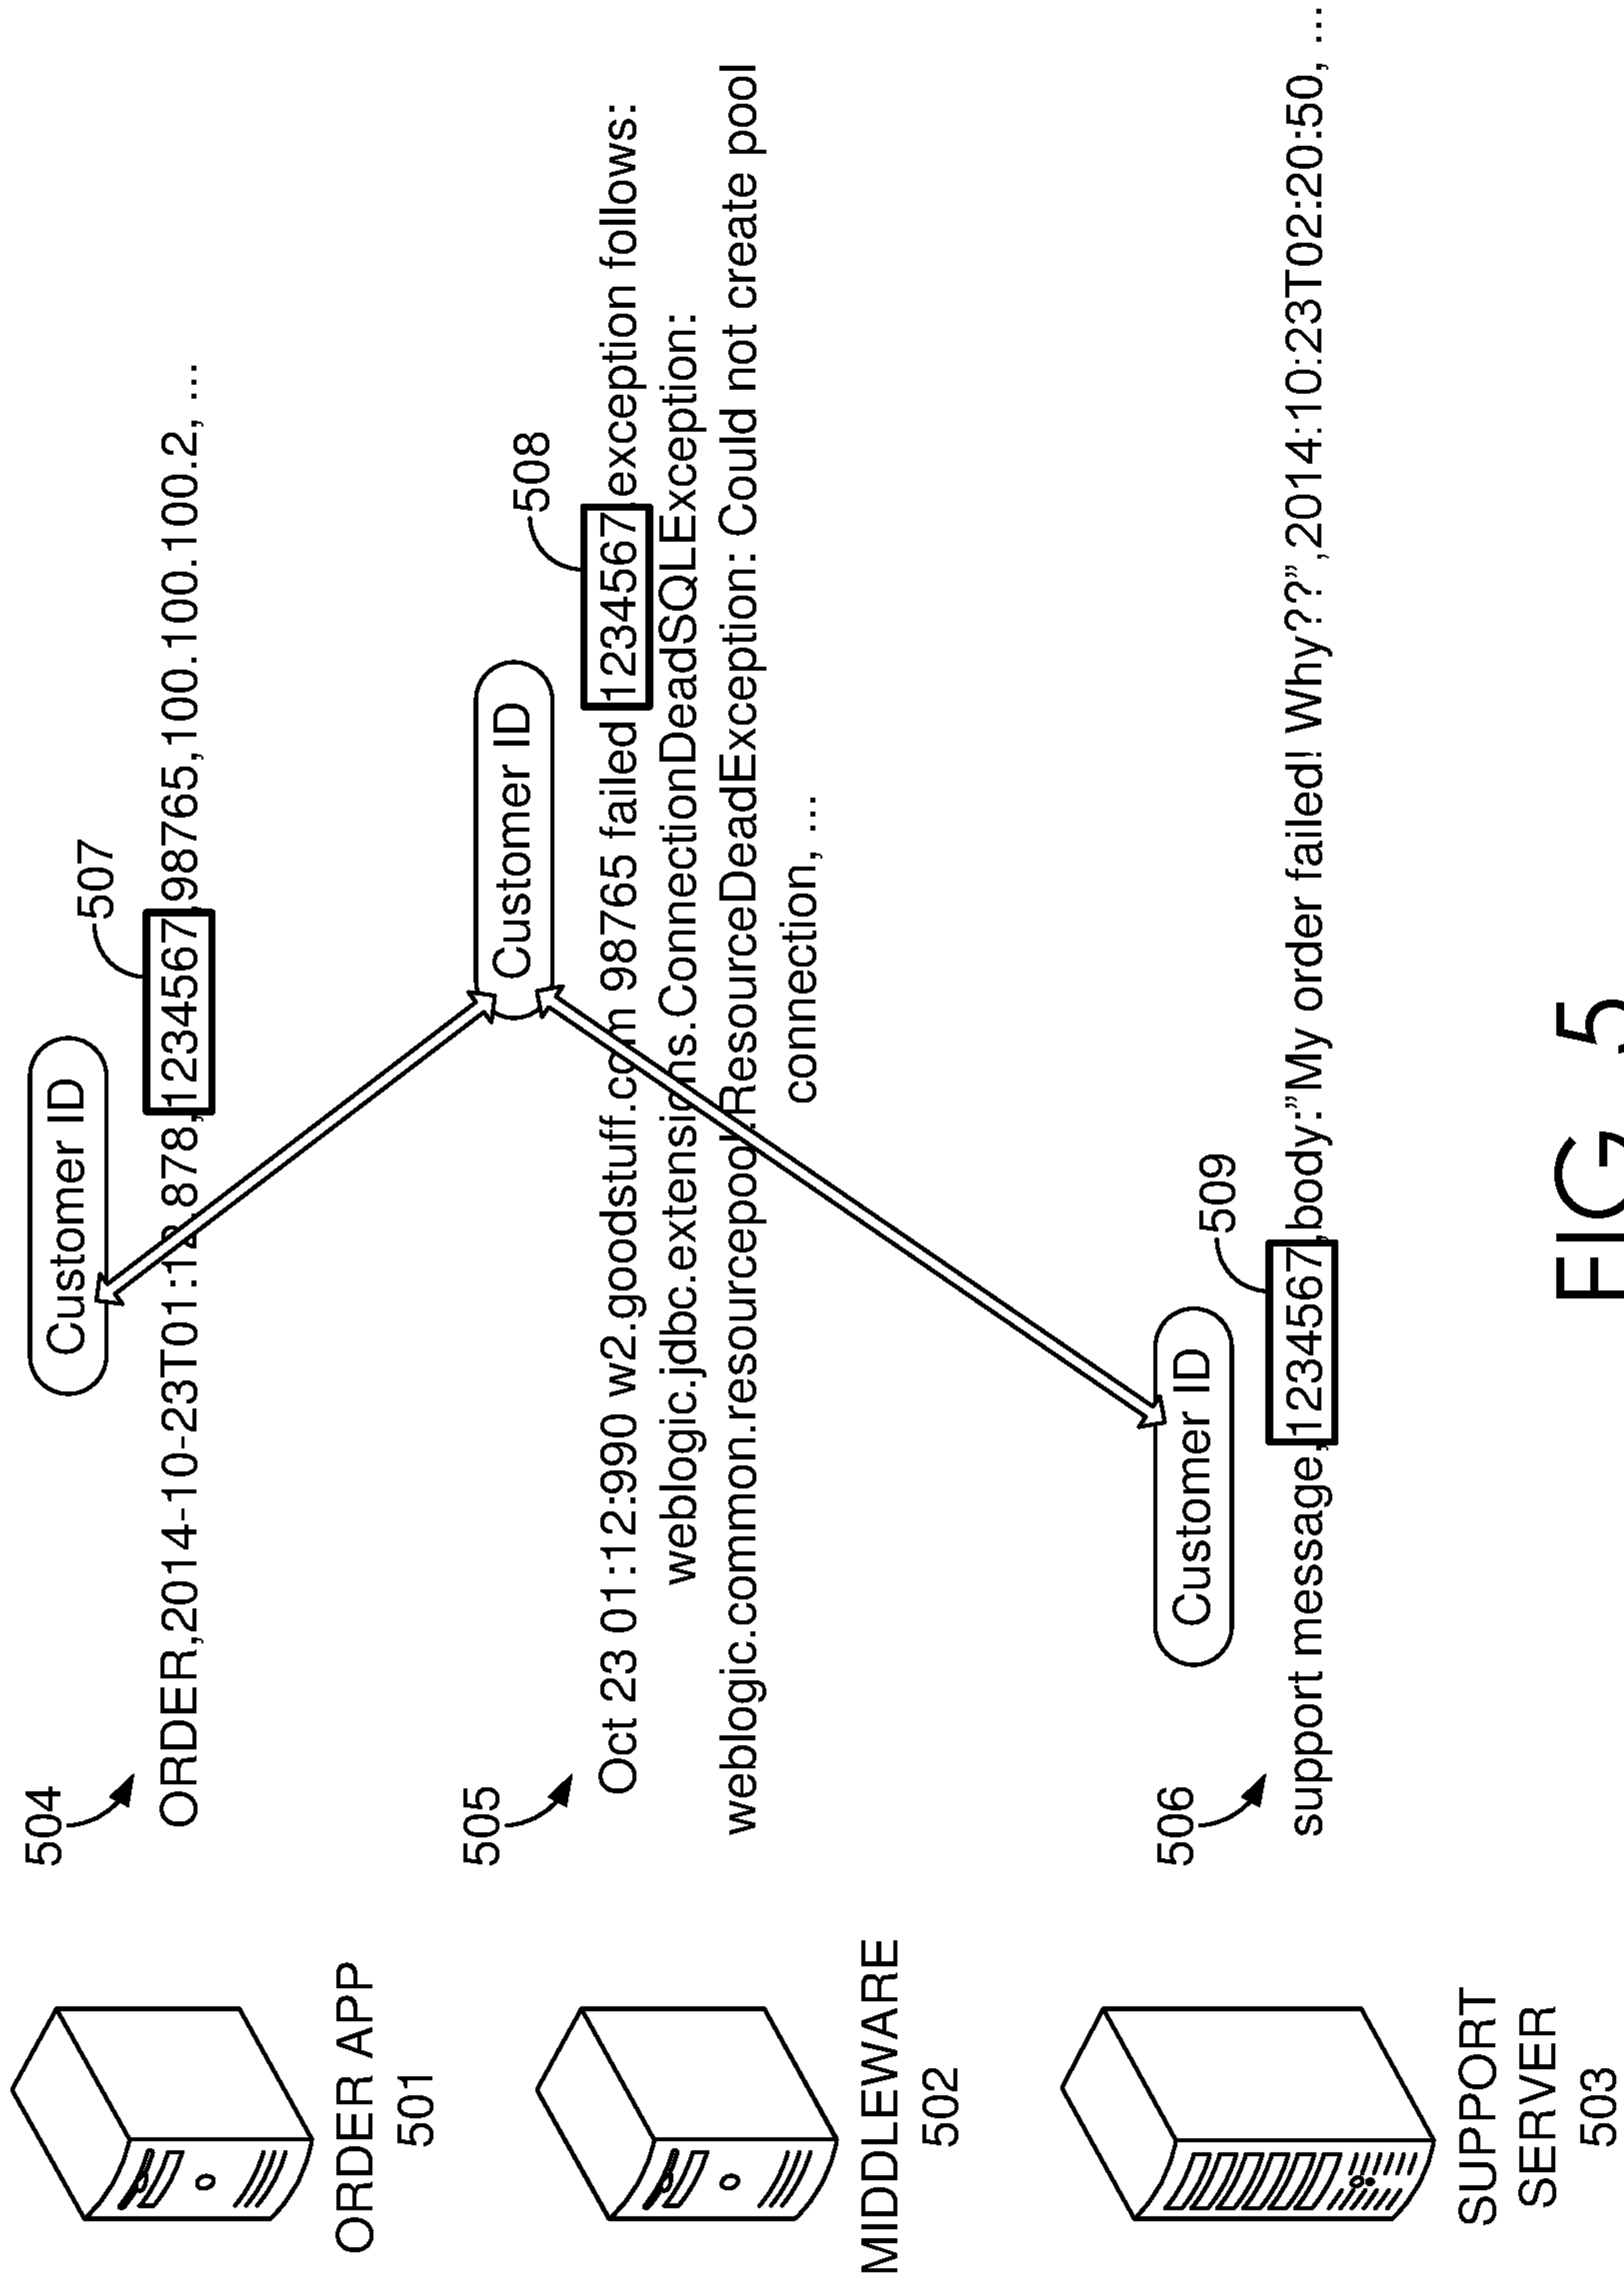 504
Customer ID
507
ORDER,2014-10-23T01:1 .878,1234567,98765,100.100.100.2, ...
ORDER APP
501
505
Customer ID
508
Oct 23 01:12:990 w2.goodstuff.com 98765 failed 1234567 exception follows:
weblogic.jdbc.extensions.ConnectionDeadSQLException:
weblogic.common.resourcepool.ResourceDeadException: Could not create pool
connection, ...
MIDDLEWARE
502
506
Customer ID
509
support message,1234567,body:”My order failed! Why??”,2014:10:23T02:20:50, ...
SUPPORT
SERVER
503
FIG. 5